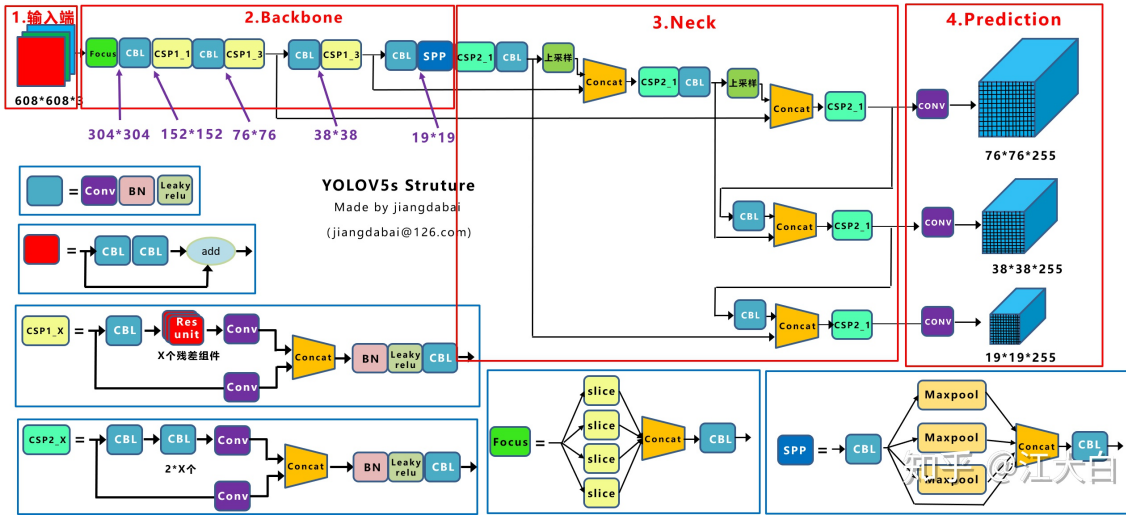 1.输入端
2.Backbone
3.Neck
4.Prediction
608*608*3
Focus
CBL
CSP1_1
CBL
CSP1_3
CBL
CSP1_3
CBL
SPP
CSP2_1
CBL
上采样
Concat
CSP2_1
CBL
上采样
Concat
CSP2_1
CONV
304*304
152*152
76*76
38*38
19*19
76*76*255
YOLOV5s Struture
Made by jiangdabai
(jiangdabai@126.com)
= Conv BN Leaky relu
CBL
Concat
CSP2_1
CONV
38*38*255
= CBL CBL add
CBL
Concat
CSP2_1
CONV
19*19*255
CSP1_X
=
CBL
Res unit
X个残差组件
Conv
Conv
Concat
BN
Leaky relu
CBL
CSP2_X
=
CBL
CBL
2*X个
Conv
Conv
Concat
BN
Leaky relu
CBL
Focus
=
slice
slice
slice
slice
Concat
CBL
SPP
=
CBL
Maxpool
Maxpool
Maxpool
Concat
CBL
知乎 @江大白